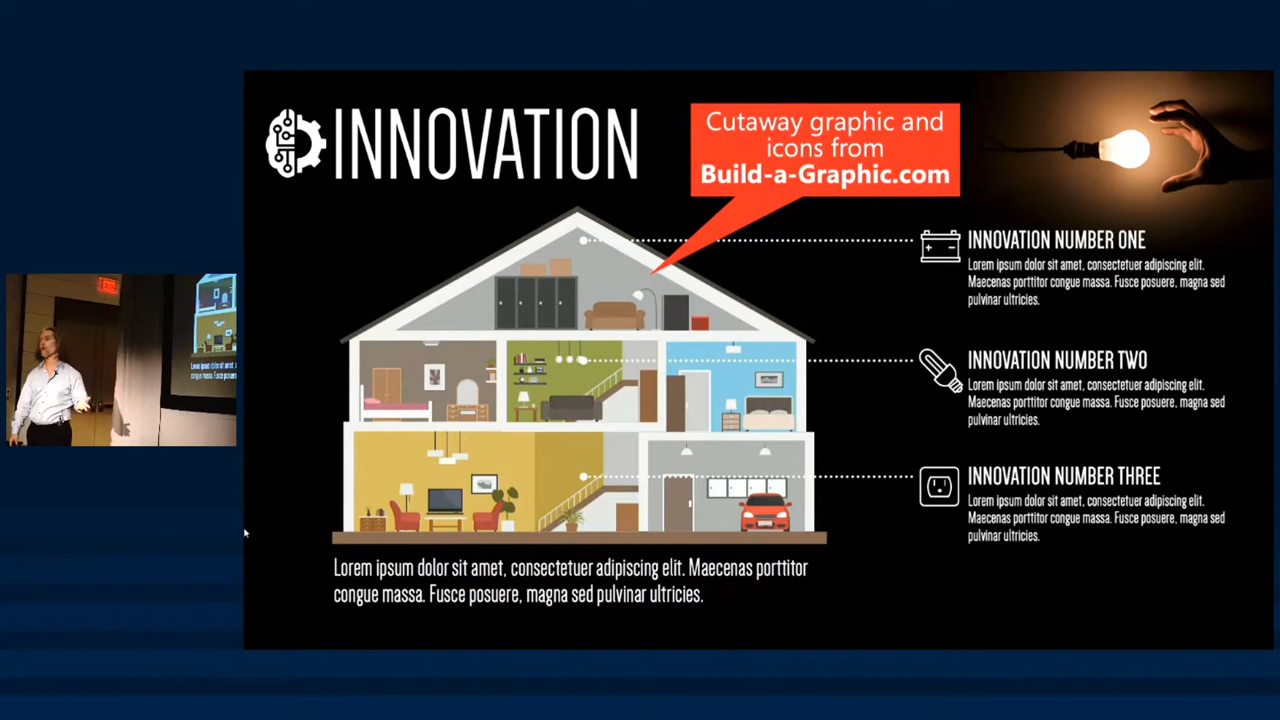 INNOVATION
Cutaway graphic and
icons from
Build-a-Graphic.com
INNOVATION NUMBER ONE
Lorem ipsum dolor sit amet, consectetuer adipiscing elit.
Maecenas porttitor congue massa. Fusce posuere, magna sed
pulvinar ultricies.
INNOVATION NUMBER TWO
Lorem ipsum dolor sit amet, consectetuer adipiscing elit.
Maecenas porttitor congue massa. Fusce posuere, magna sed
pulvinar ultricies.
INNOVATION NUMBER THREE
Lorem ipsum dolor sit amet, consectetuer adipiscing elit.
Maecenas porttitor congue massa. Fusce posuere, magna sed
pulvinar ultricies.
Lorem ipsum dolor sit amet, consectetuer adipiscing elit. Maecenas porttitor
congue massa. Fusce posuere, magna sed pulvinar ultricies.
EXIT